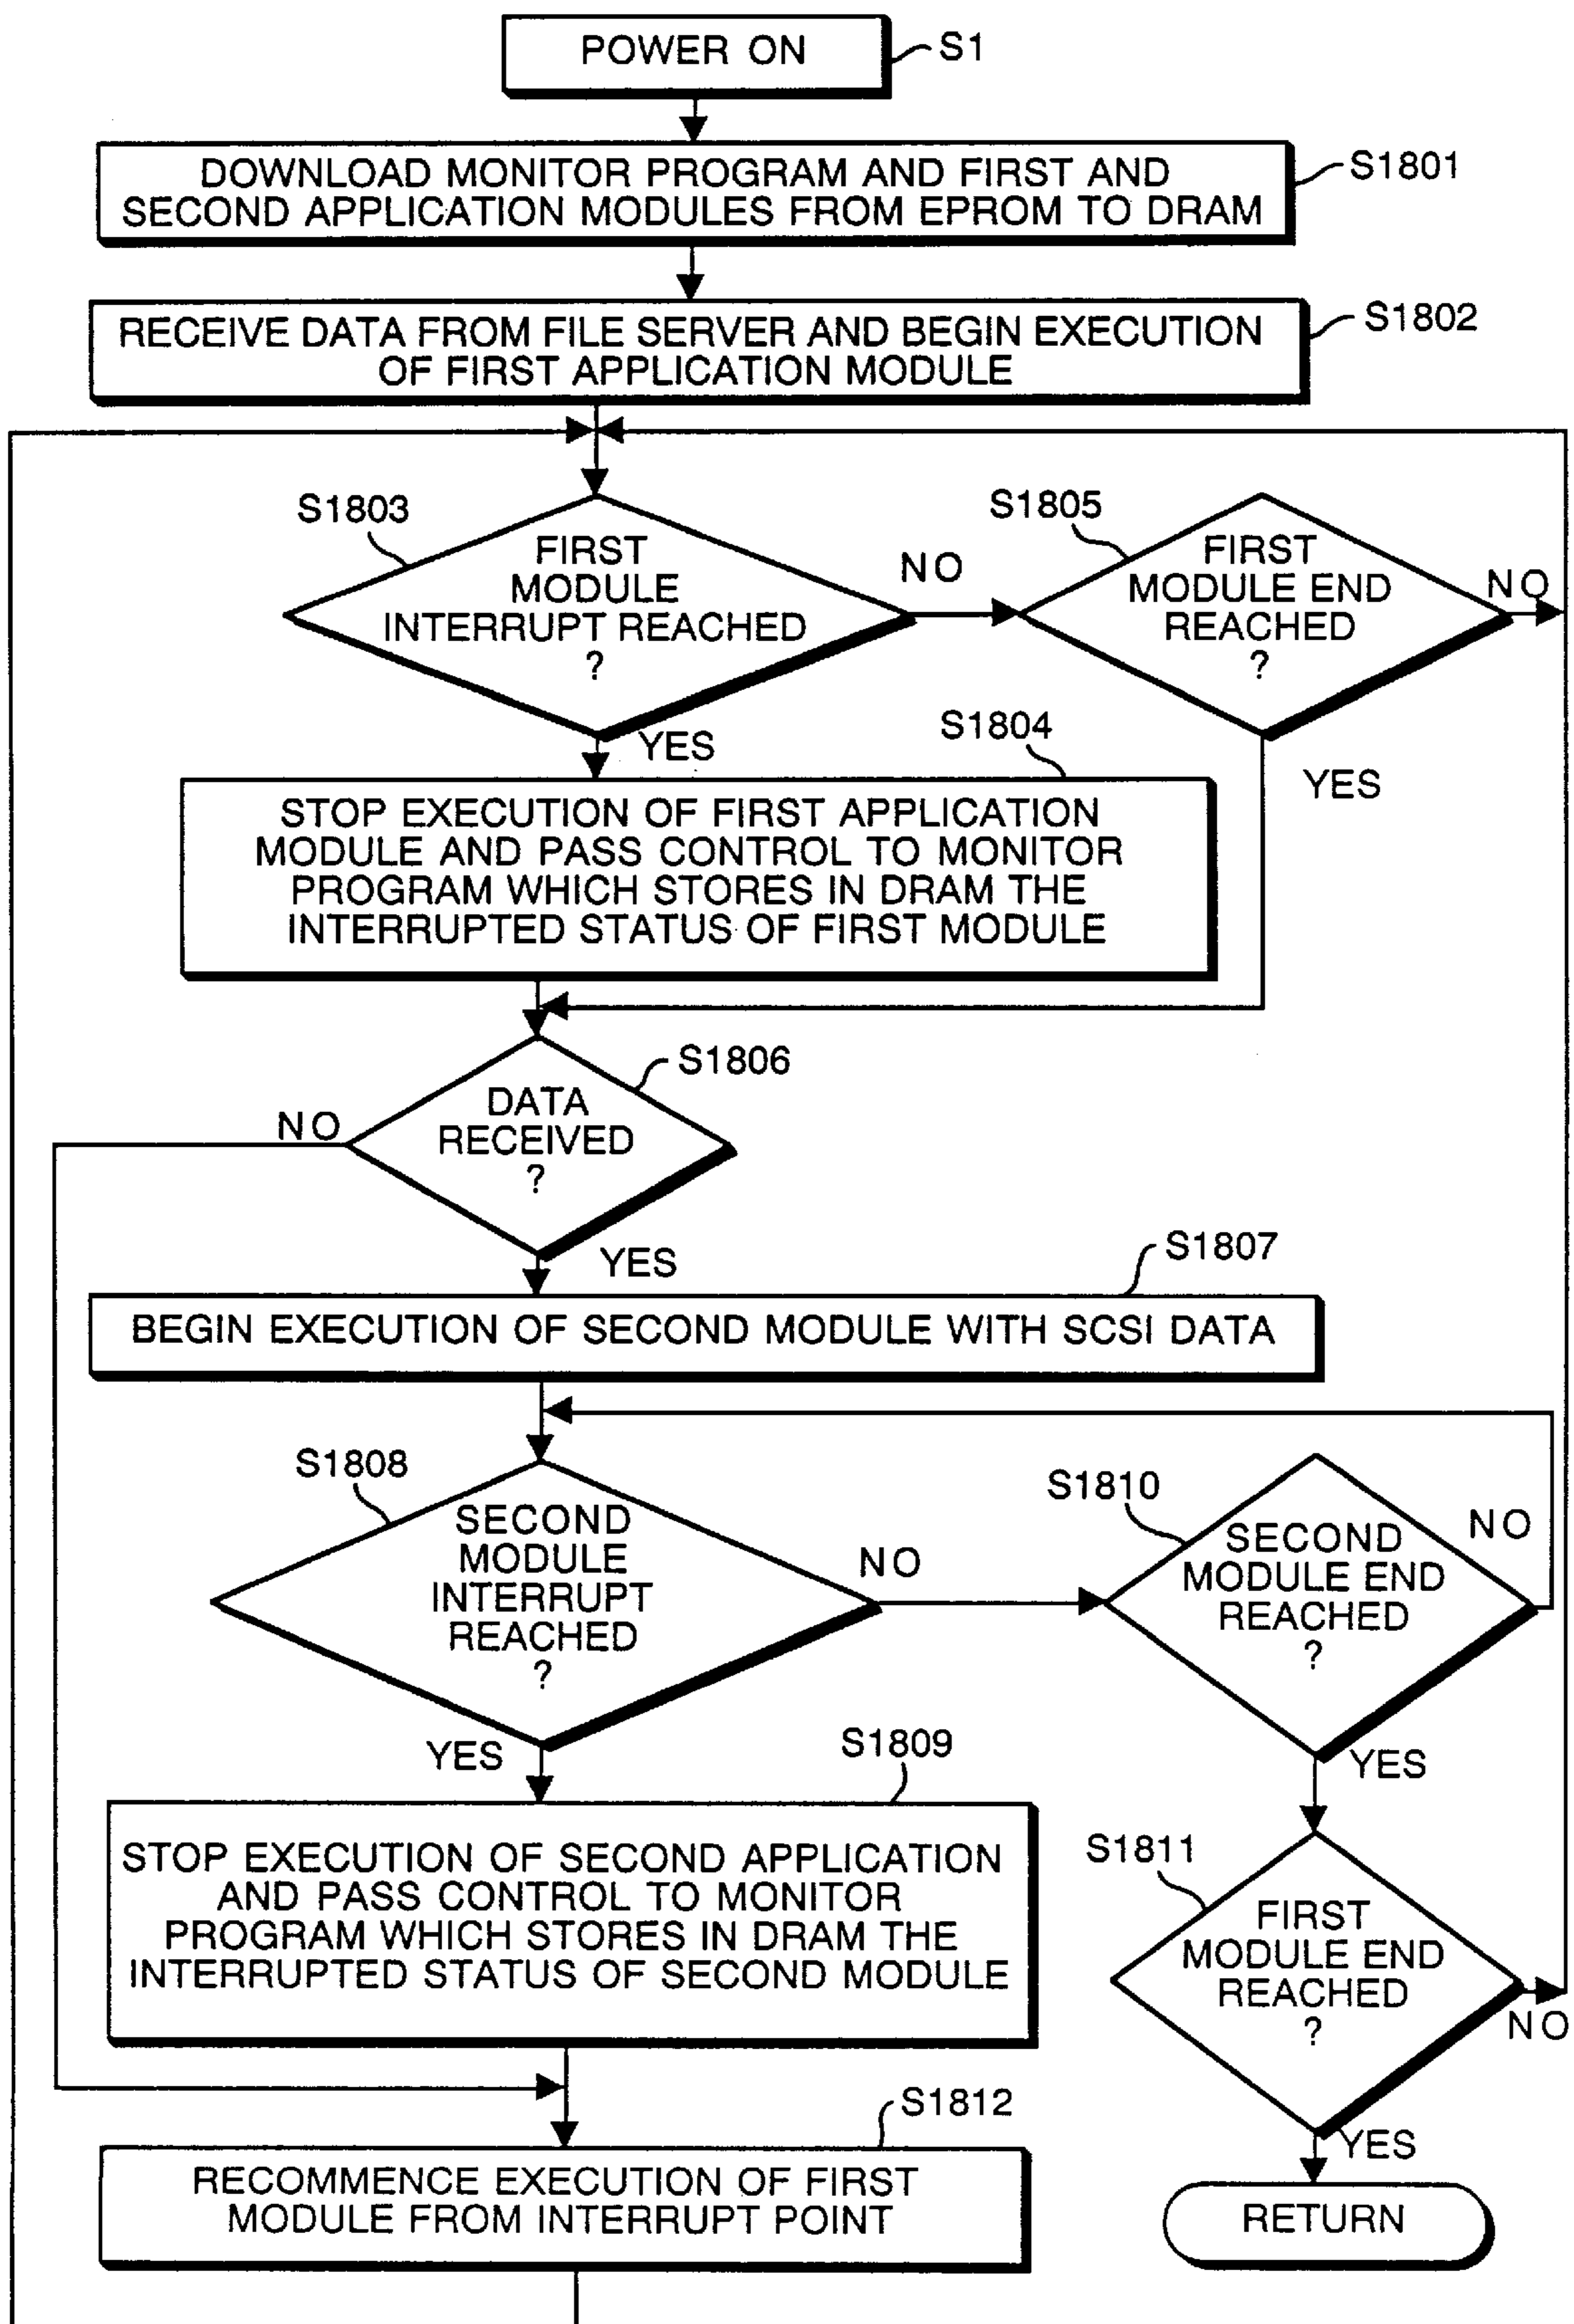 POWER ON
S1
DOWNLOAD MONITOR PROGRAM AND FIRST AND
SECOND APPLICATION MODULES FROM EPROM TO DRAM
S1801
RECEIVE DATA FROM FILE SERVER AND BEGIN EXECUTION
OF FIRST APPLICATION MODULE
S1802
S1803
FIRST
MODULE
INTERRUPT REACHED
?
NO
YES
S1805
FIRST
MODULE END
REACHED
?
NO
YES
S1804
STOP EXECUTION OF FIRST APPLICATION
MODULE AND PASS CONTROL TO MONITOR
PROGRAM WHICH STORES IN DRAM THE
INTERRUPTED STATUS OF FIRST MODULE
S1806
DATA
RECEIVED
?
NO
YES
S1807
BEGIN EXECUTION OF SECOND MODULE WITH SCSI DATA
S1808
SECOND
MODULE
INTERRUPT
REACHED
?
NO
YES
S1810
SECOND
MODULE END
REACHED
?
NO
YES
S1809
STOP EXECUTION OF SECOND APPLICATION
AND PASS CONTROL TO MONITOR
PROGRAM WHICH STORES IN DRAM THE
INTERRUPTED STATUS OF SECOND MODULE
S1811
FIRST
MODULE END
REACHED
?
NO
YES
S1812
RECOMMENCE EXECUTION OF FIRST
MODULE FROM INTERRUPT POINT
RETURN